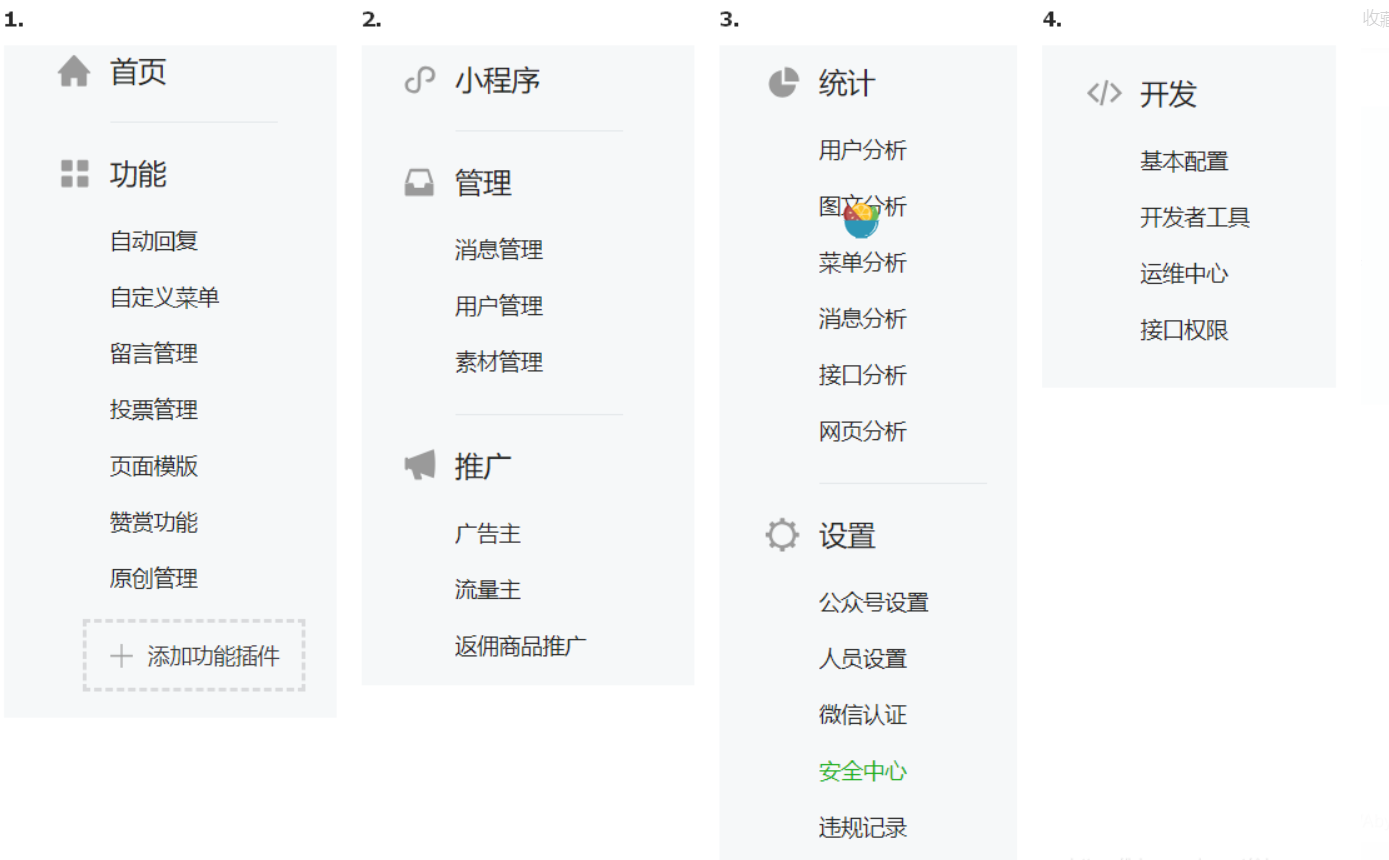 1.
首页
功能
自动回复
自定义菜单
留言管理
投票管理
页面模版
赞赏功能
原创管理
添加功能插件
2.
小程序
管理
消息管理
用户管理
素材管理
推广
广告主
流量主
返佣商品推广
3.
统计
用户分析
图文分析
菜单分析
消息分析
接口分析
网页分析
设置
公众号设置
人员设置
微信认证
安全中心
违规记录
4.
开发
基本配置
开发者工具
运维中心
接口权限
收